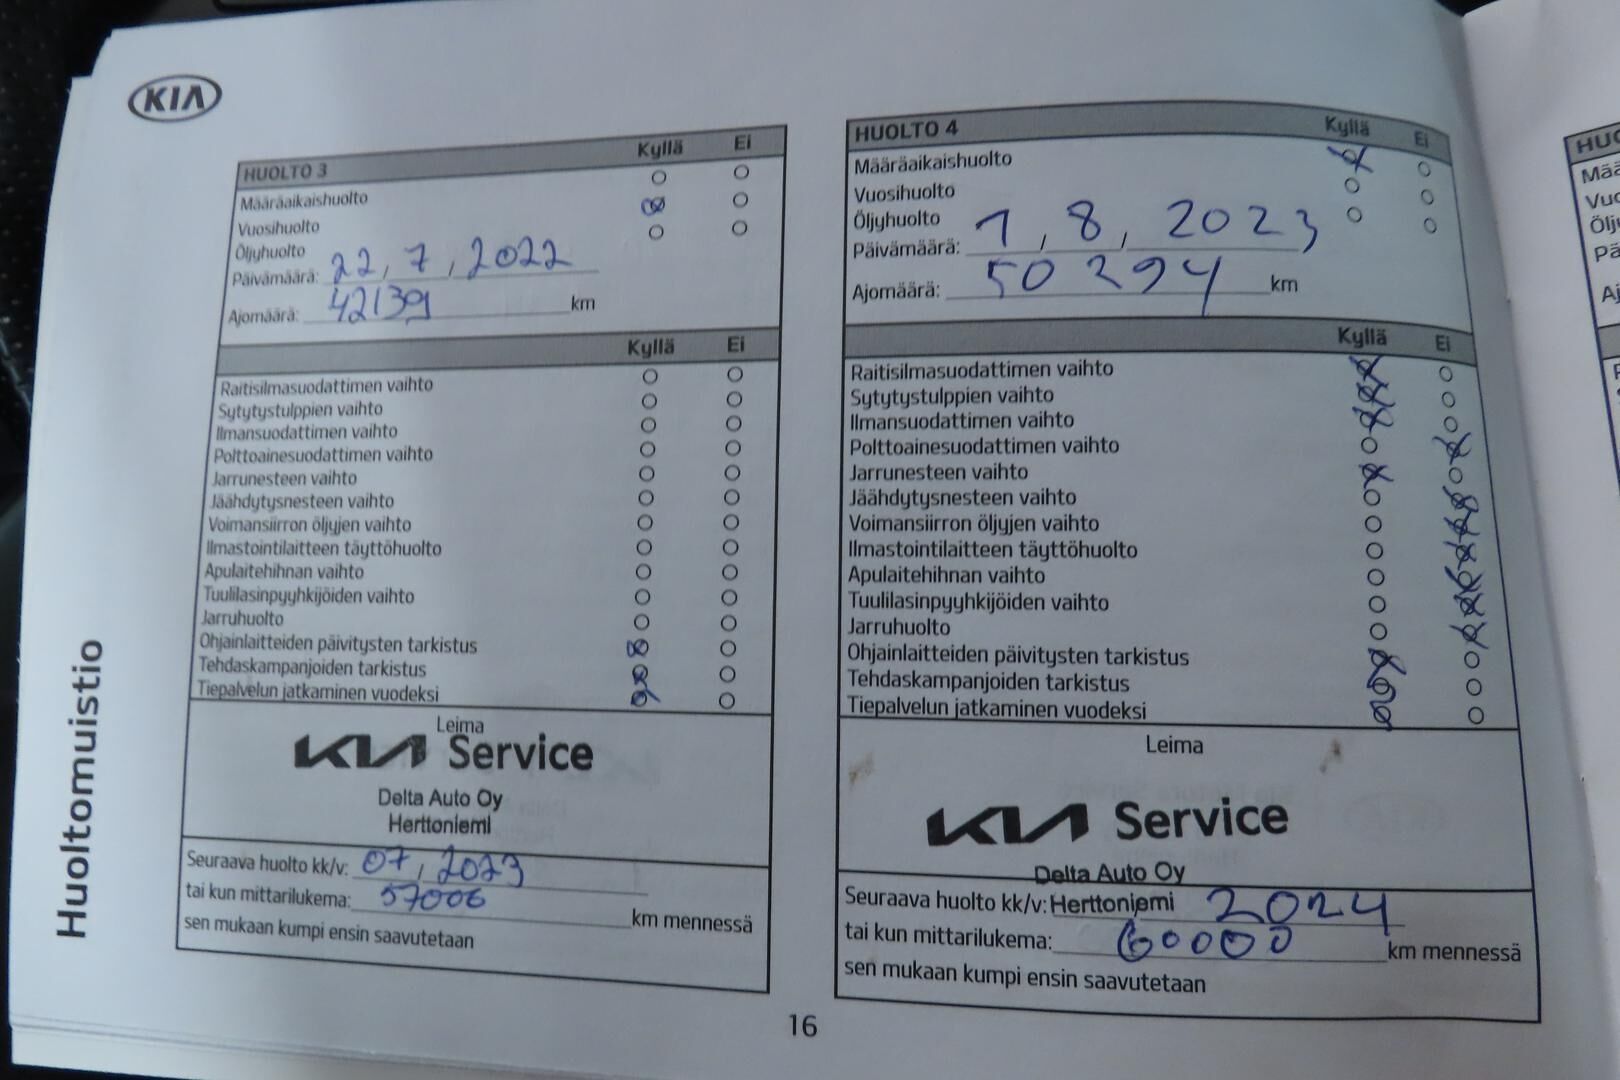 KIA
Huoltomuistio
HUOLTO 3 Kyllä Ei
Määräaikaishuolto
Vuosihuolto
Öljyhuolto
Päivämäärä: 22, 7, 2022
Ajomäärä: 42139 km
Kyllä Ei
Raitisilmasuodattimen vaihto
Sytytystulppien vaihto
Ilmansuodattimen vaihto
Polttoainesuodattimen vaihto
Jarrunesteen vaihto
Jäähdytysnesteen vaihto
Voimansiirron öljyjen vaihto
Ilmastointilaitteen täyttöhuolto
Apulaitehihnan vaihto
Tuulilasinpyyhkijöiden vaihto
Jarruhuolto
Ohjainlaitteiden päivitysten tarkistus
Tehdaskampanjoiden tarkistus
Tiepalvelun jatkaminen vuodeksi
Leima
KIA Service
Delta Auto Oy
Herttoniemi
Seuraava huolto kk/v: 07, 2023
tai kun mittarilukema: 57006 km mennessä
sen mukaan kumpi ensin saavutetaan
HUOLTO 4 Kyllä Ei
Määräaikaishuolto
Vuosihuolto
Öljyhuolto
Päivämäärä: 1, 8, 2023
Ajomäärä: 50294 km
Kyllä Ei
Raitisilmasuodattimen vaihto
Sytytystulppien vaihto
Ilmansuodattimen vaihto
Polttoainesuodattimen vaihto
Jarrunesteen vaihto
Jäähdytysnesteen vaihto
Voimansiirron öljyjen vaihto
Ilmastointilaitteen täyttöhuolto
Apulaitehihnan vaihto
Tuulilasinpyyhkijöiden vaihto
Jarruhuolto
Ohjainlaitteiden päivitysten tarkistus
Tehdaskampanjoiden tarkistus
Tiepalvelun jatkaminen vuodeksi
Leima
KIA Service
Delta Auto Oy
Seuraava huolto kk/v: Herttoniemi 2024
tai kun mittarilukema: 60000 km mennessä
sen mukaan kumpi ensin saavutetaan
16